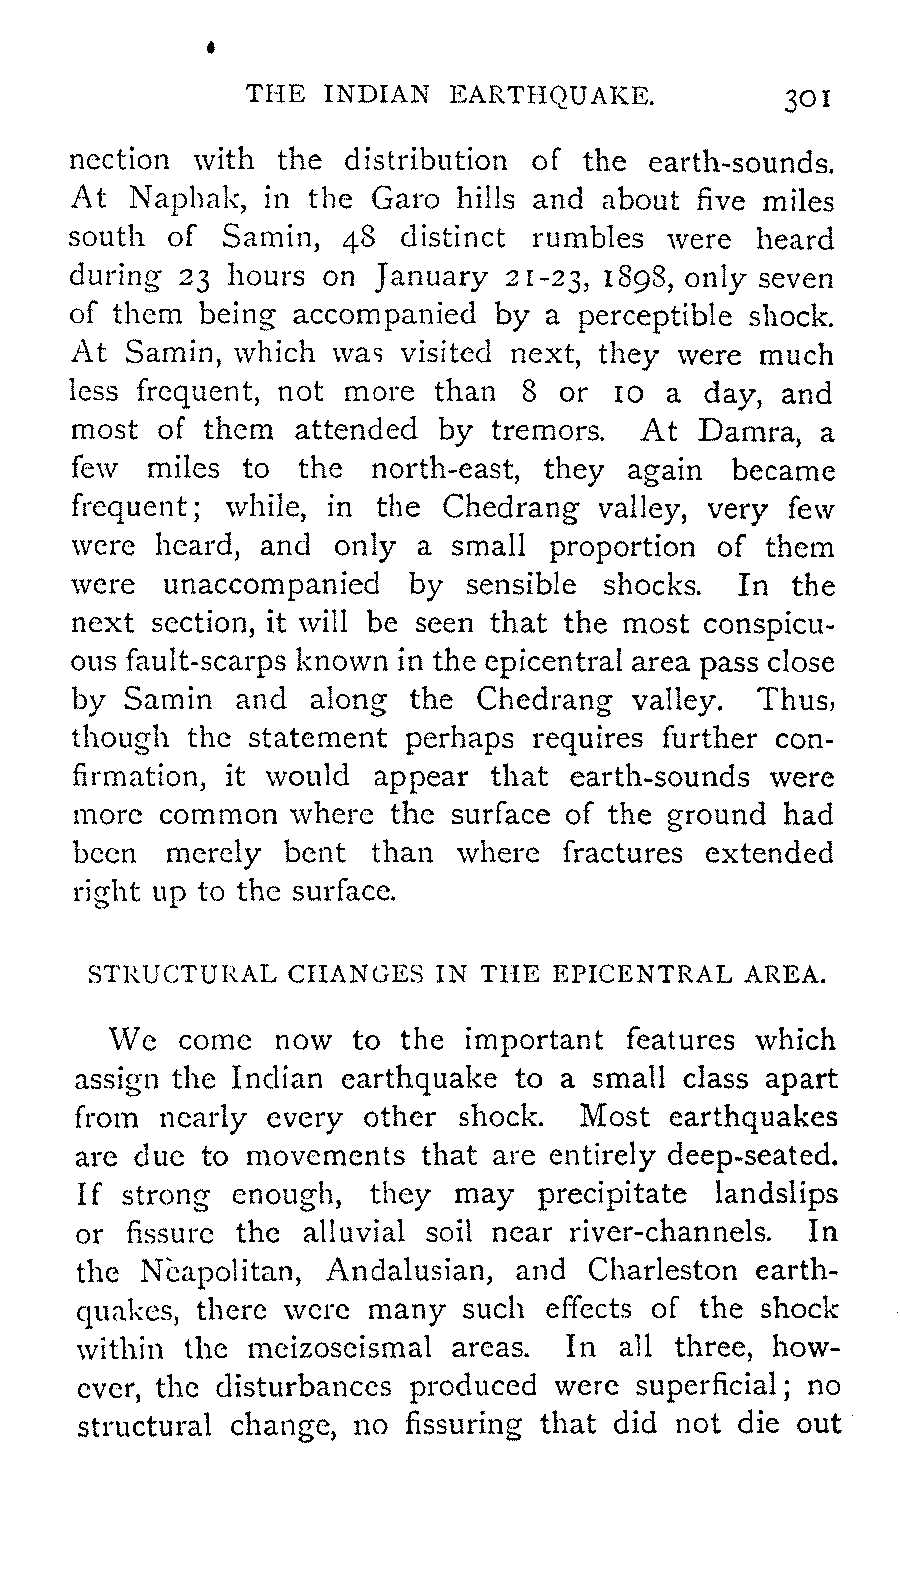 THE INDIAN EARTHQUAKE. 301
nection with the distribution of the earth-sounds.
At Naphak, in the Garo hills and about five miles
south of Samin, 48 distinct rumbles were heard
during 23 hours on January 21-23, 1898, only seven
of them being accompanied by a perceptible shock.
At Samin, which was visited next, they were much
less frequent, not more than 8 or 10 a day, and
most of them attended by tremors. At Damra, a
few miles to the north-east, they again became
frequent; while, in the Chedrang valley, very few
were heard, and only a small proportion of them
were unaccompanied by sensible shocks. In the
next section, it will be seen that the most conspicu-
ous fault-scarps known in the epicentral area pass close
by Samin and along the Chedrang valley. Thus,
though the statement perhaps requires further con-
firmation, it would appear that earth-sounds were
more common where the surface of the ground had
been merely bent than where fractures extended
right up to the surface.
STRUCTURAL CHANGES IN THE EPICENTRAL AREA.
We come now to the important features which
assign the Indian earthquake to a small class apart
from nearly every other shock. Most earthquakes
are due to movements that are entirely deep-seated.
If strong enough, they may precipitate landslips
or fissure the alluvial soil near river-channels. In
the Neapolitan, Andalusian, and Charleston earth-
quakes, there were many such effects of the shock
within the meizoseismal areas. In all three, how-
ever, the disturbances produced were superficial; no
structural change, no fissuring that did not die out